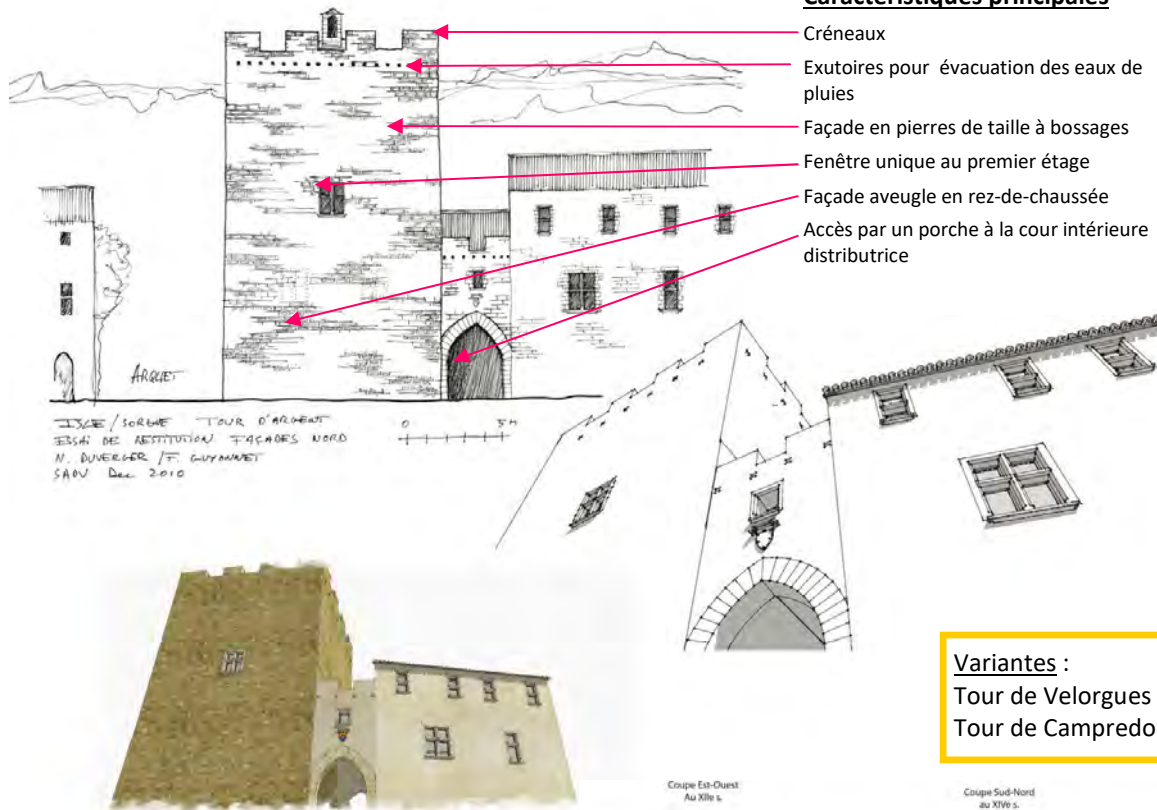 Caractéristiques principales
Créneaux
Exutoires pour évacuation des eaux de
pluies
Façade en pierres de taille à bossages
Fenêtre unique au premier étage
Façade aveugle en rez-de-chaussée
Accès par un porche à la cour intérieure
distributrice
ISLE/SORGUE TOUR D'ARGENT
ESSAI DE RESTITUTION FAÇADES NORD
N. DUVERGER / F. GUYONNET
SADV Dec 2010
0 5 M
Variantes :
Tour de Velorgues
Tour de Campredo
Coupe Est-Ouest
Au XIIe s.
Coupe Sud-Nord
au XIVe s.